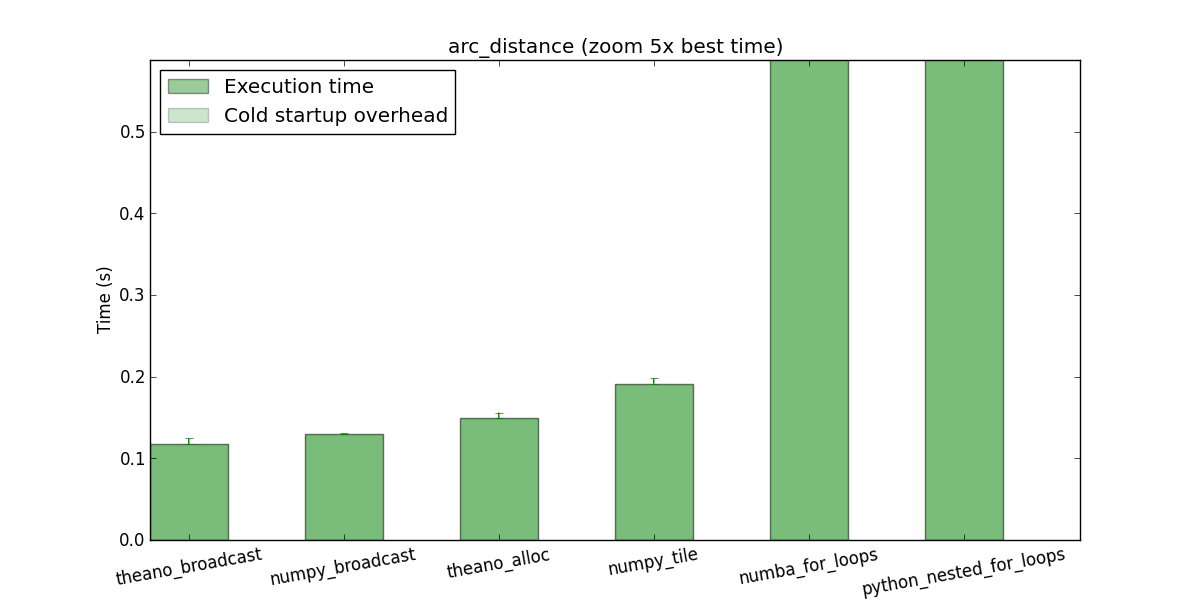 arc_distance (zoom 5x best time)
Execution time
Cold startup overhead
Time (s)
0.5
0.4
0.3
0.2
0.1
0.0
theano_broadcast
numpy_broadcast
theano_alloc
numpy_tile
numba_for_loops
python_nested_for_loops